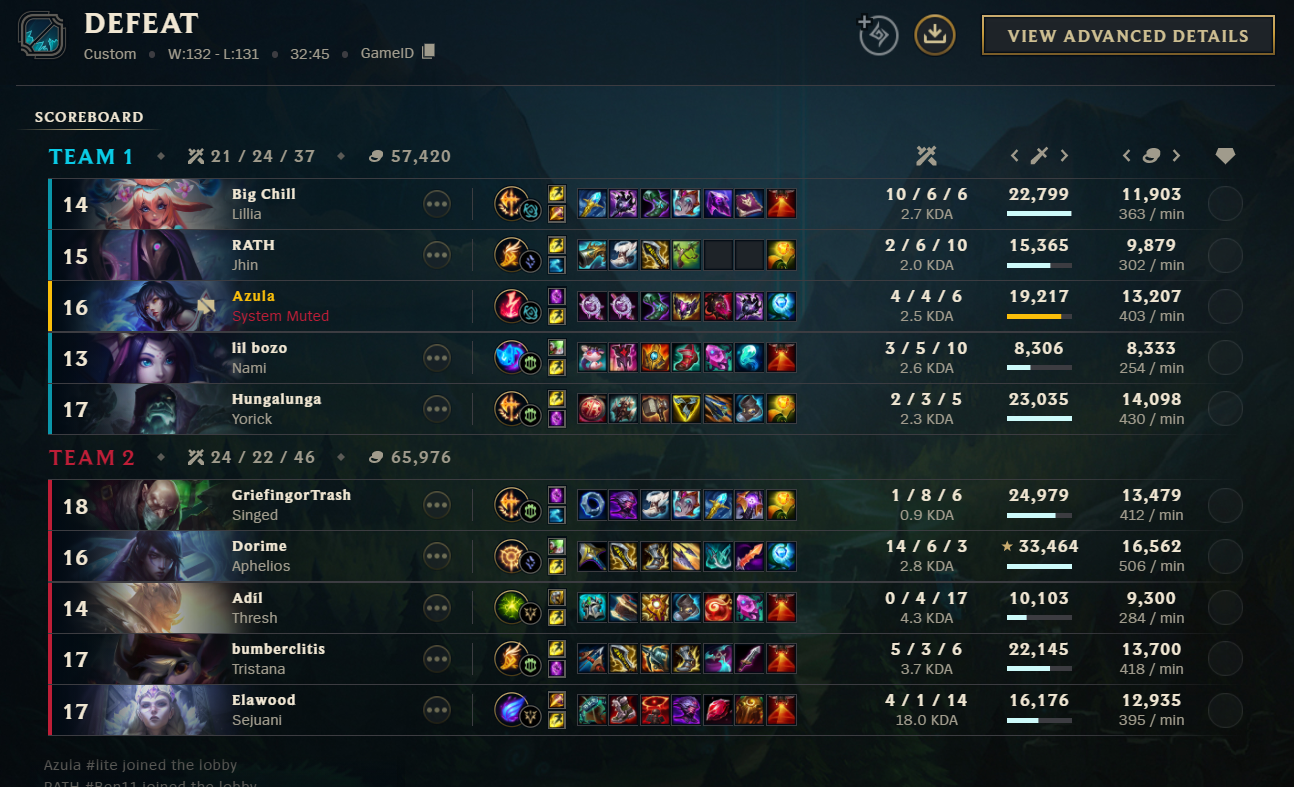 DEFEAT
Custom • W:132 - L:131 • 32:45 • GameID
VIEW ADVANCED DETAILS
SCOREBOARD
TEAM 1 21 / 24 / 37 57,420
14 Big Chill 10 / 6 / 6 22,799 11,903
Lillia 2.7 KDA 363 / min
15 RATH 2 / 6 / 10 15,365 9,879
Jhin 2.0 KDA 302 / min
16 Azula 4 / 4 / 6 19,217 13,207
System Muted 2.5 KDA 403 / min
13 lil bozo 3 / 5 / 10 8,306 8,333
Nami 2.6 KDA 254 / min
17 Hungalunga 2 / 3 / 5 23,035 14,098
Yorick 2.3 KDA 430 / min
TEAM 2 24 / 22 / 46 65,976
18 GriefingorTrash 1 / 8 / 6 24,979 13,479
Singed 0.9 KDA 412 / min
16 Dorime 14 / 6 / 3 33,464 16,562
Aphelios 2.8 KDA 506 / min
14 Adíl 0 / 4 / 17 10,103 9,300
Thresh 4.3 KDA 284 / min
17 bumberclitis 5 / 3 / 6 22,145 13,700
Tristana 3.7 KDA 418 / min
17 Elawood 4 / 1 / 14 16,176 12,935
Sejuani 18.0 KDA 395 / min
Azula #lite joined the lobby
RATH #Bon11 joined the lobby